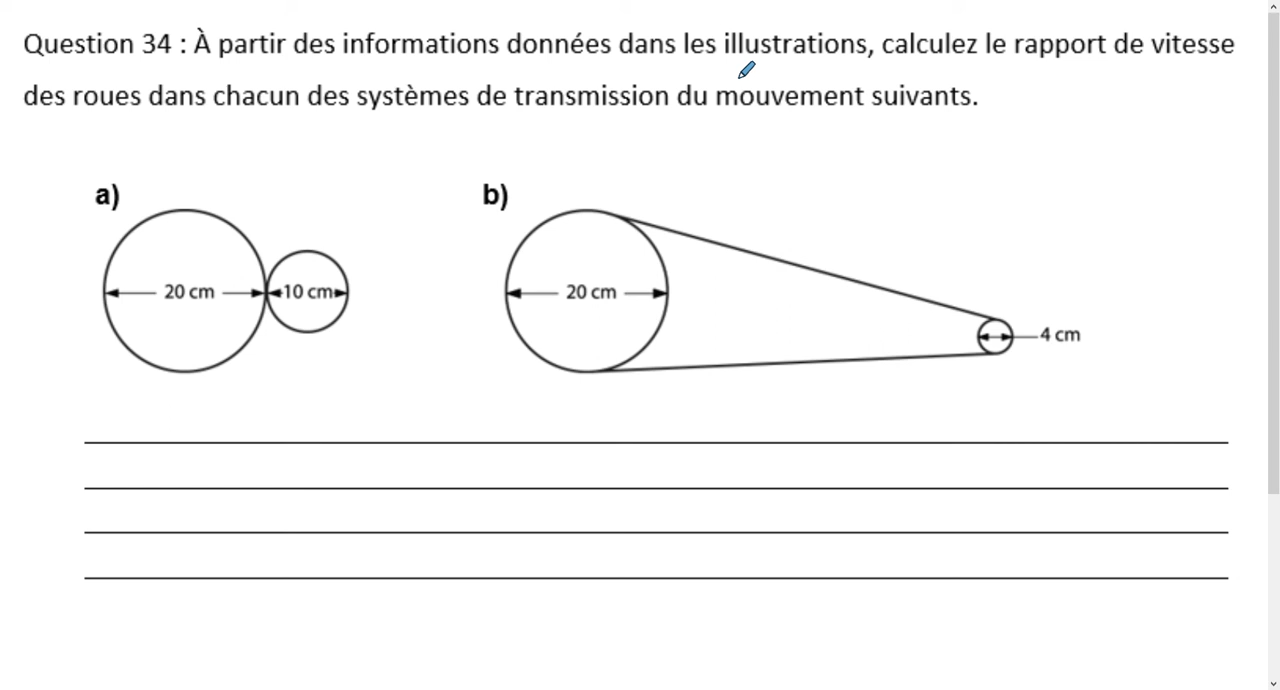 Question 34 : À partir des informations données dans les illustrations, calculez le rapport de vitesse
des roues dans chacun des systèmes de transmission du mouvement suivants.
a)
20 cm
10 cm
b)
20 cm
4 cm